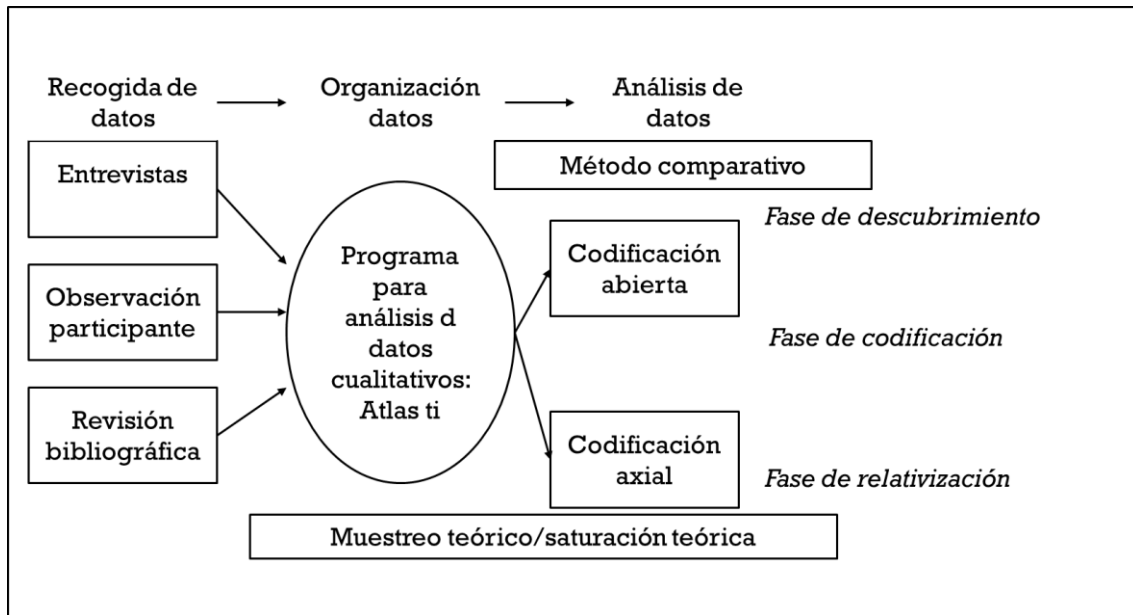 Recogida de
datos
Organización
datos
Análisis de
datos
Entrevistas
Observación
participante
Revisión
bibliográfica
Programa
para
análisis d
datos
cualitativos:
Atlas ti
Método comparativo
Codificación
abierta
Codificación
axial
Fase de descubrimiento
Fase de codificación
Fase de relativización
Muestreo teórico/saturación teórica